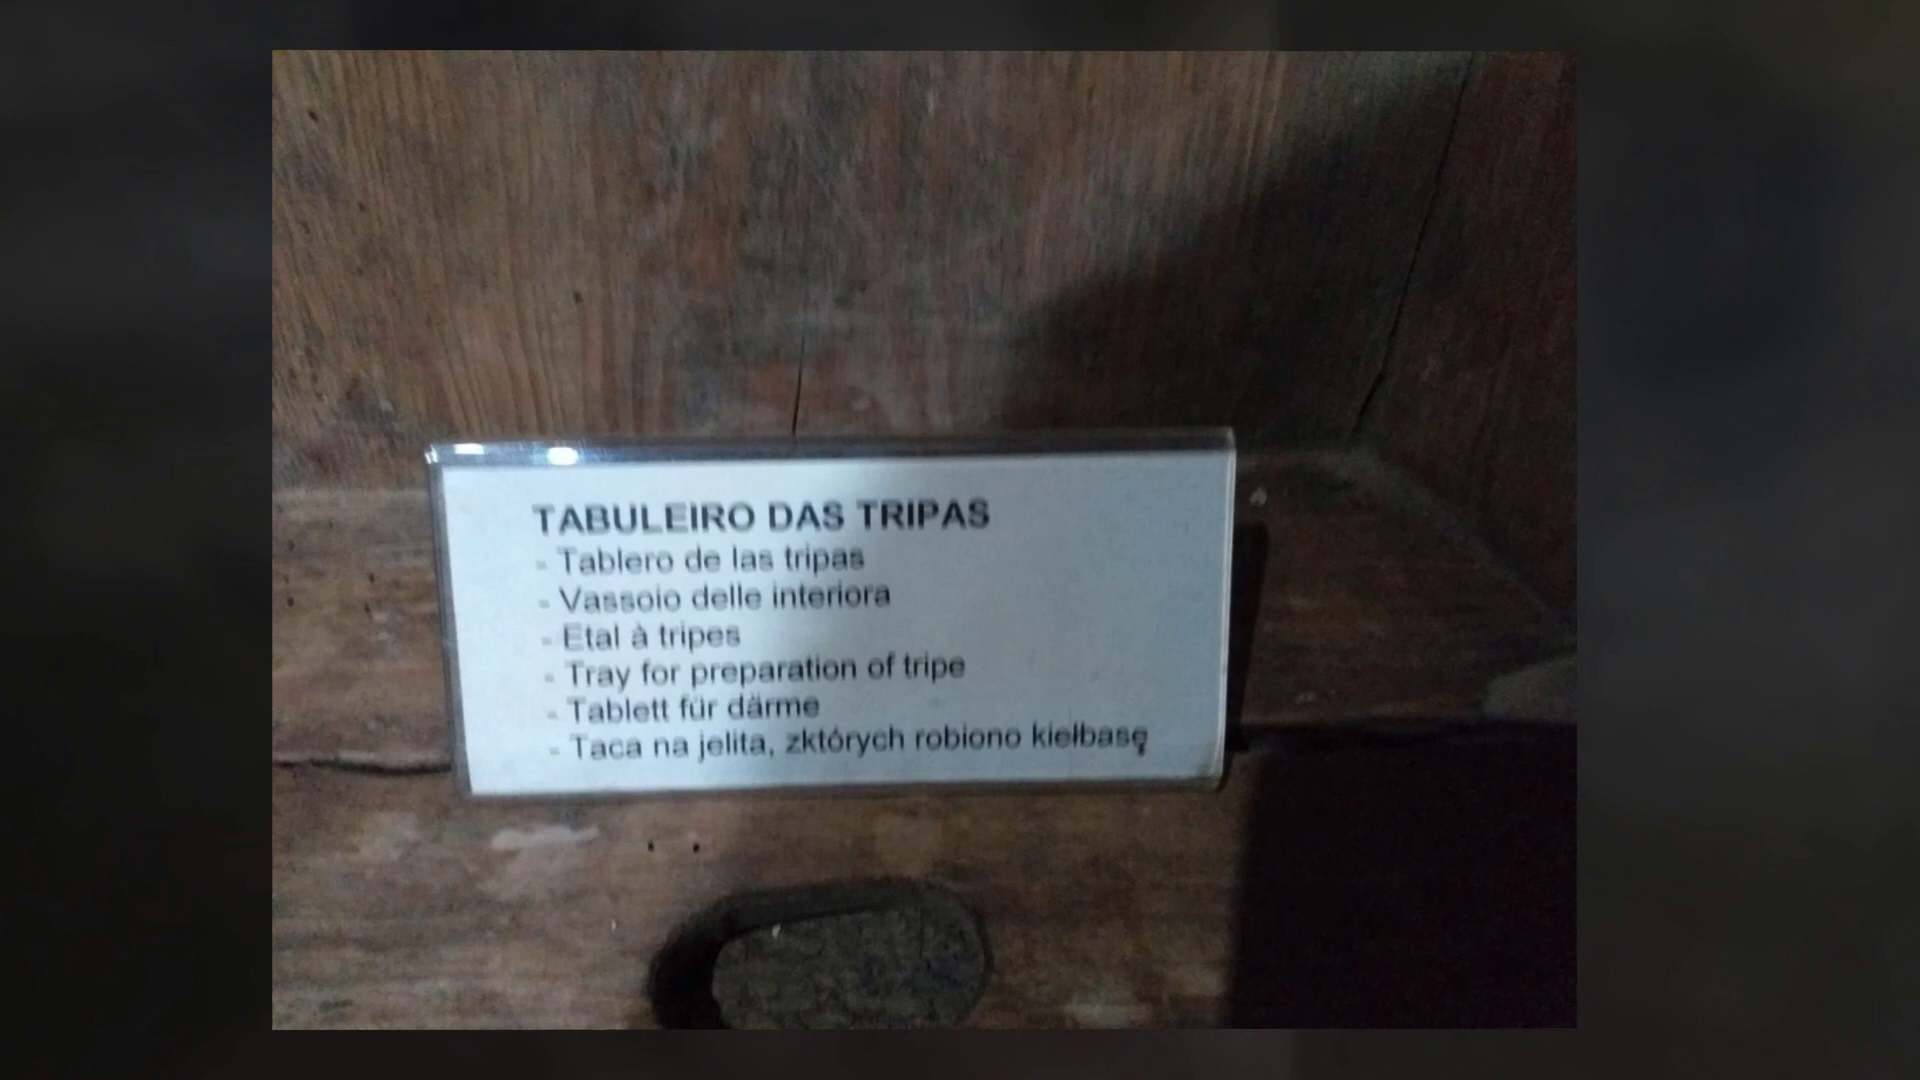 TABULEIRO DAS TRIPAS
- Tablero de las tripas
- Vassoio delle interiora
- Etal à tripes
- Tray for preparation of tripe
- Tablett für därme
- Taca na jelita, zktórych robiono kiełbasę